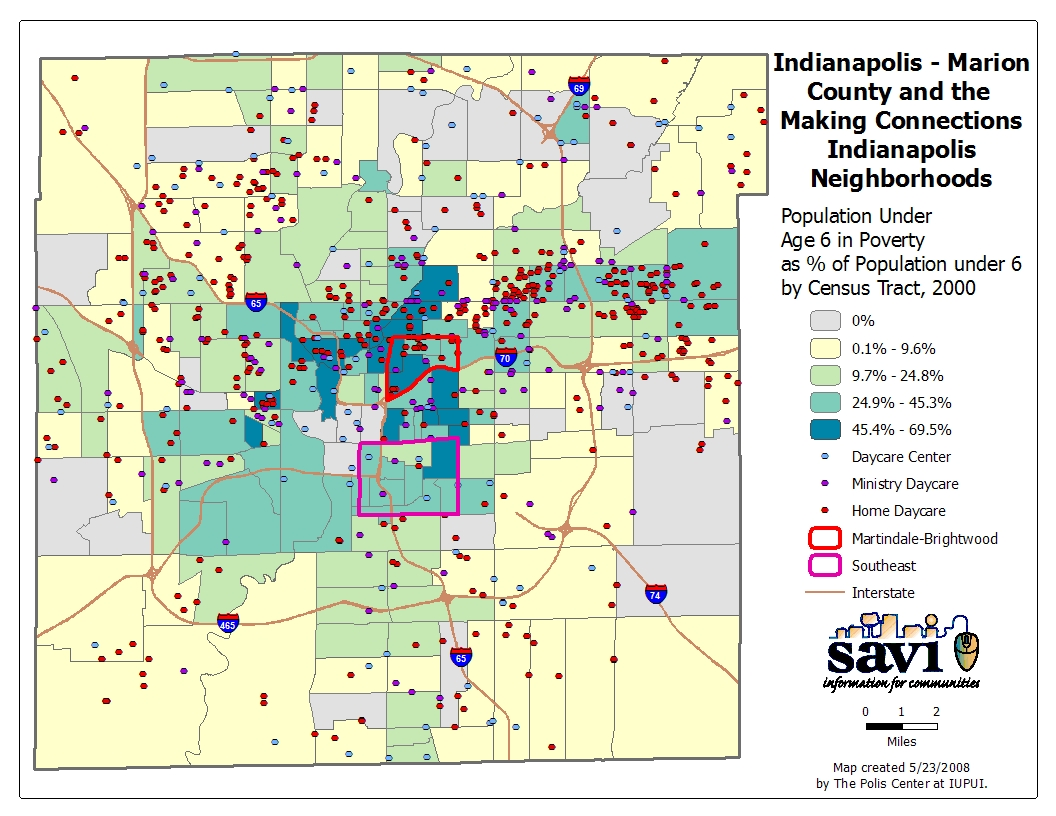 Indianapolis - Marion
County and the
Making Connections
Indianapolis
Neighborhoods
Population Under
Age 6 in Poverty
as % of Population under 6
by Census Tract, 2000
0%
0.1% - 9.6%
9.7% - 24.8%
24.9% - 45.3%
45.4% - 69.5%
Daycare Center
Ministry Daycare
Home Daycare
Martindale-Brightwood
Southeast
Interstate
savi
information for communities
0 1 2
Miles
Map created 5/23/2008
by The Polis Center at IUPUI.
69
65
70
74
465
65